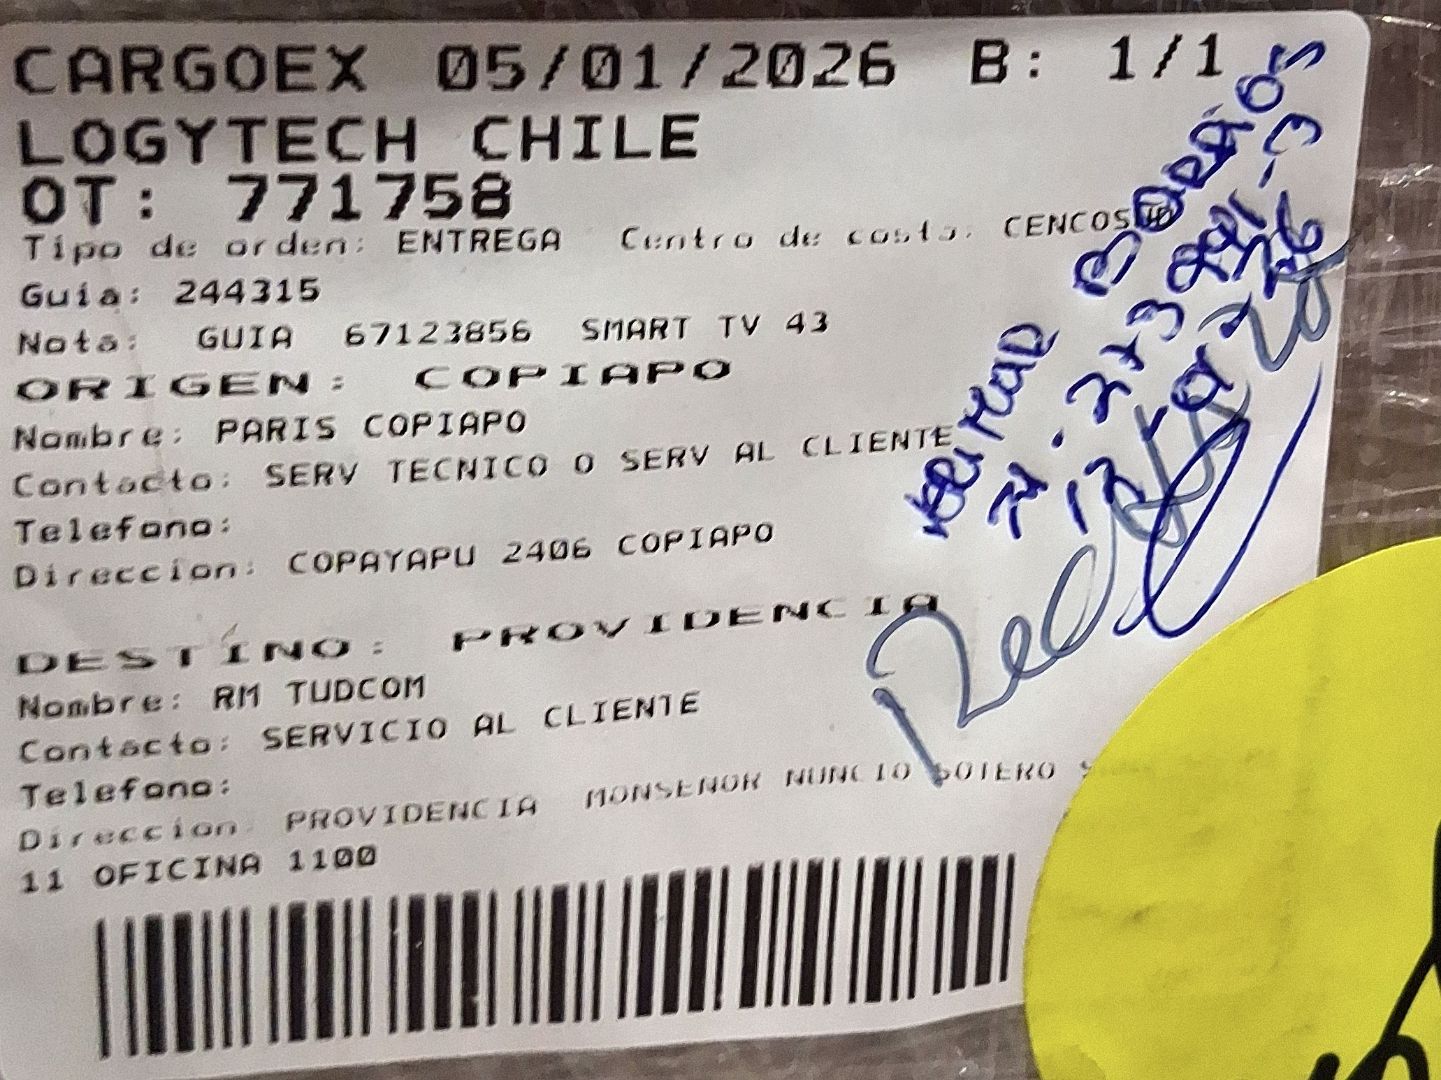 CARGOEX 05/01/2026 B: 1/1
LOGYTECH CHILE
OT: 771758
Tipo de orden: ENTREGA Centro de costo: CENCOSUD
Guia: 244315
Nota: GUIA 67123856 SMART TV 43
ORIGEN: COPIAPO
Nombre: PARIS COPIAPO
Contacto: SERV TECNICO O SERV AL CLIENTE
Telefono:
Direccion: COPAYAPU 2406 COPIAPO
DESTINO: PROVIDENCIA
Nombre: RM TUDCOM
Contacto: SERVICIO AL CLIENTE
Telefono:
Direccion: PROVIDENCIA MONSENOR NUNCIO SOTERO
11 OFICINA 1100